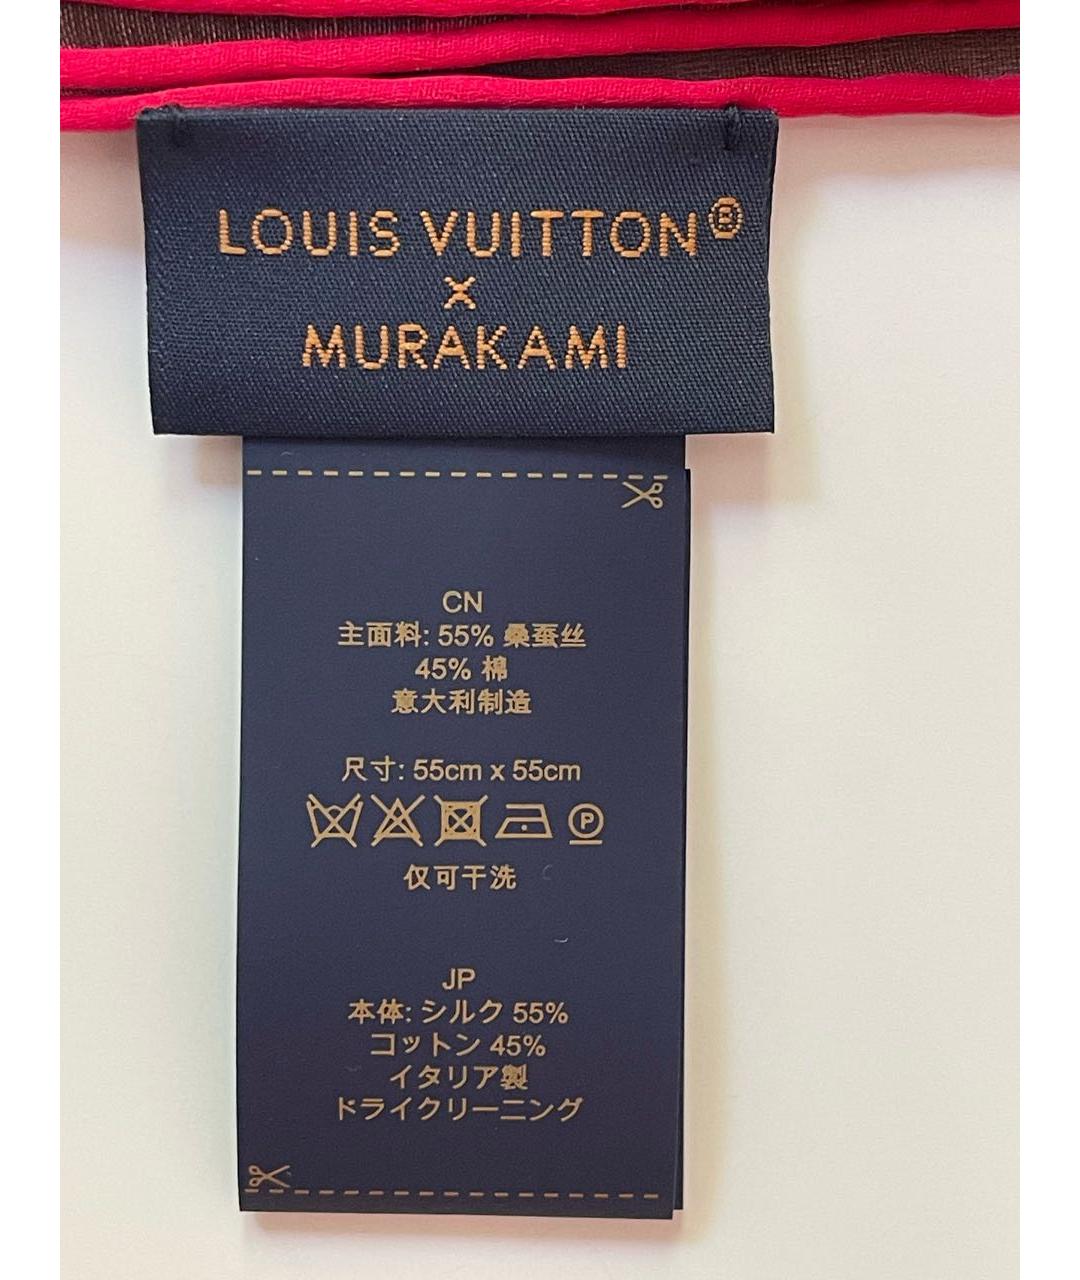 LOUIS VUITTON®
X
MURAKAMI
CN
主面料: 55% 桑蚕丝
45% 棉
意大利制造
尺寸: 55cm x 55cm
P
仅可干洗
JP
本体: シルク 55%
コットン 45%
イタリア製
ドライクリーニング